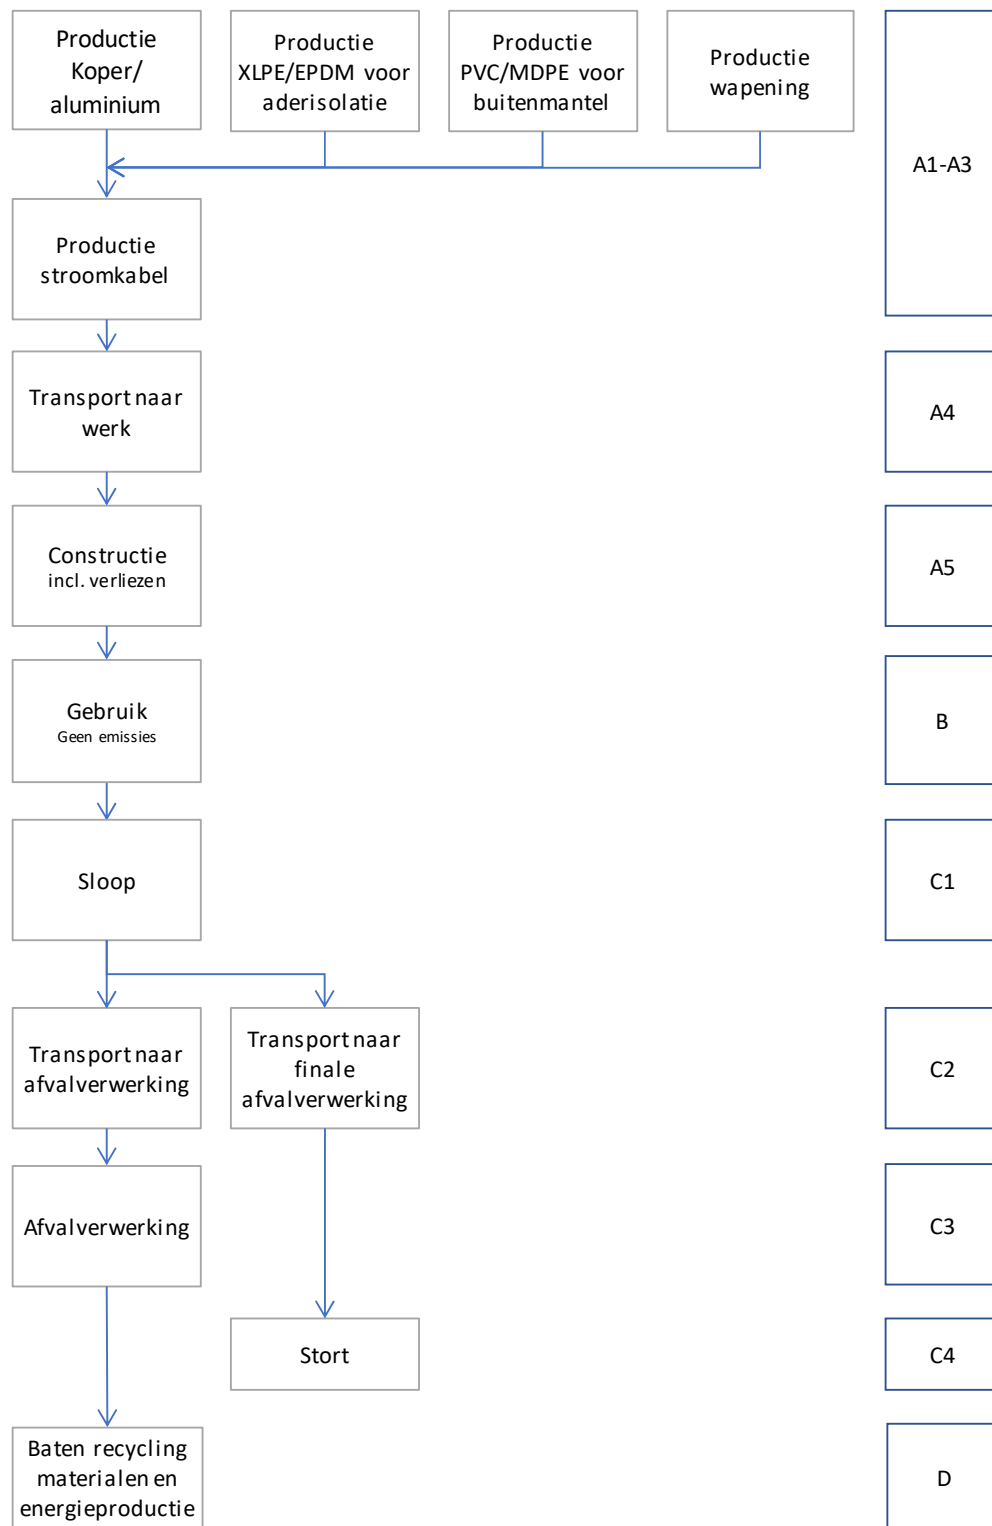 Productie
Koper/
aluminium
Productie
XLPE/EPDM voor
aderisolatie
Productie
PVC/MDPE voor
buitenmantel
Productie
wapening
A1-A3
Productie
stroomkabel
Transport naar
werk
A4
Constructie
incl. verliezen
A5
Gebruik
Geen emissies
B
Sloop
C1
Transport naar
afvalverwerking
Transport naar
finale
afvalverwerking
C2
Afvalverwerking
C3
Stort
C4
Baten recycling
materialen en
energieproductie
D